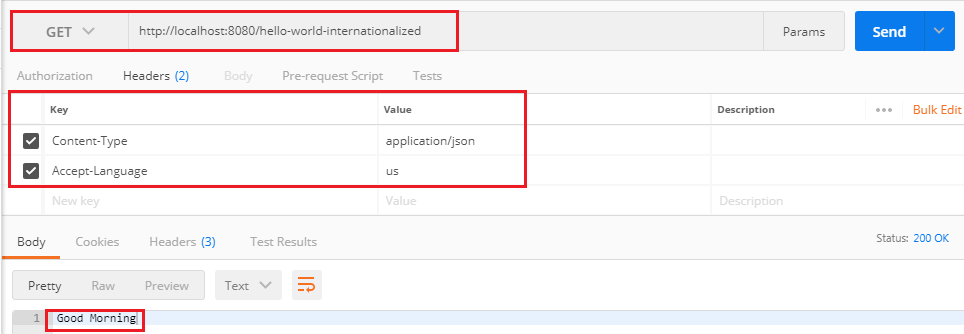 GET http://localhost:8080/hello-world-internationalized Params Send
Authorization Headers (2) Body Pre-request Script Tests
Key Value Description ••• Bulk Edit
Content-Type application/json
Accept-Language us
New key Value Description
Body Cookies Headers (3) Test Results Status: 200 OK
Pretty Raw Preview Text
1 Good Morning